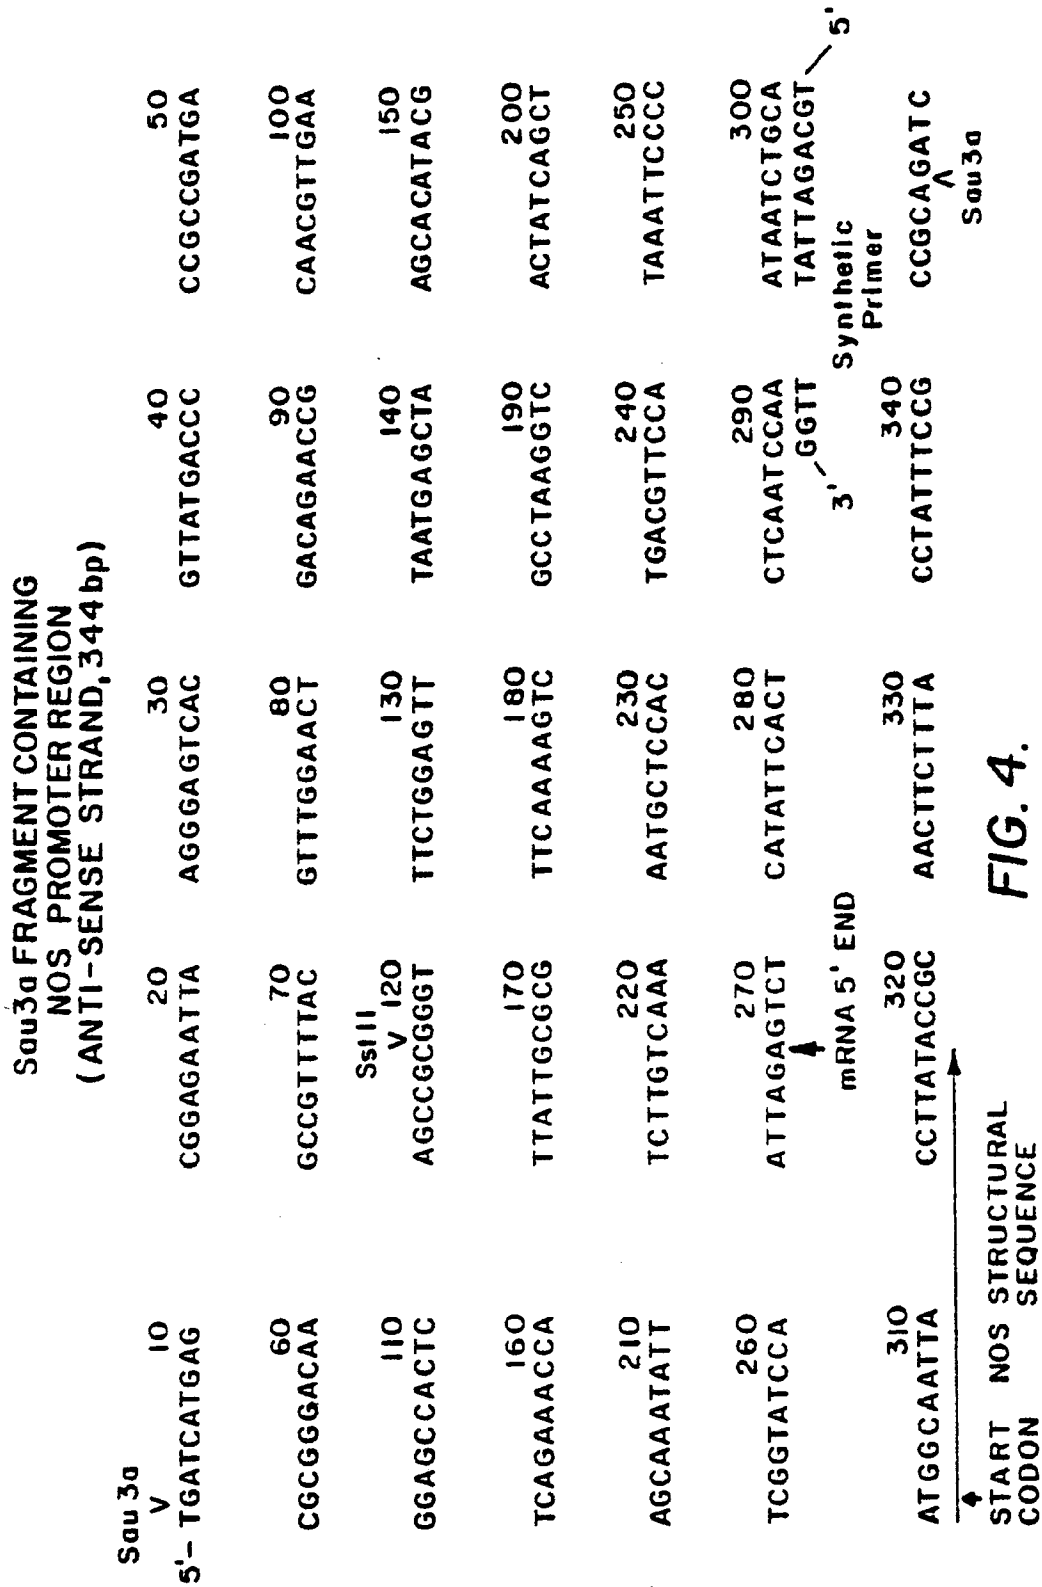 Sau3a FRAGMENT CONTAINING
NOS PROMOTER REGION
(ANTI-SENSE STRAND, 344bp)
Sau 3a
V 10 20 30 40 50
5'- TGATCATGAG CGGAGAATTA AGGGAGTCAC GTTATGACCC CCGCCGATGA
60 70 80 90 100
CGCGGGACAA GCCGTTTTAC GTTTGGAACT GACAGAACCG CAACGTTGAA
SstII
110 V 120 130 140 150
GGAGCCACTC AGCCGCGGGT TTCTGGAGTT TAATGAGCTA AGCACATACG
160 170 180 190 200
TCAGAAACCA TTATTGCGCG TTCAAAAGTC GCCTAAGGTC ACTATCAGCT
210 220 230 240 250
AGCAAATATT TCTTGTCAAA AATGCTCCAC TGACGTTCCA TAAATTCCCC
260 270 280 290 300
TCGGTATCCA ATTAGAGTCT CATATTCACT CTCAATCCAA ATAATCTGCA
GGTT TATTAGACGT
3' 5'
mRNA 5' END
Synthetic
Primer
310 320 330 340
ATGGCAATTA CCTTATACCGC AACTTCTTTA CCTATTTCCG CCGCAGATC
Λ
Sau3a
START NOS STRUCTURAL
CODON SEQUENCE
FIG. 4.